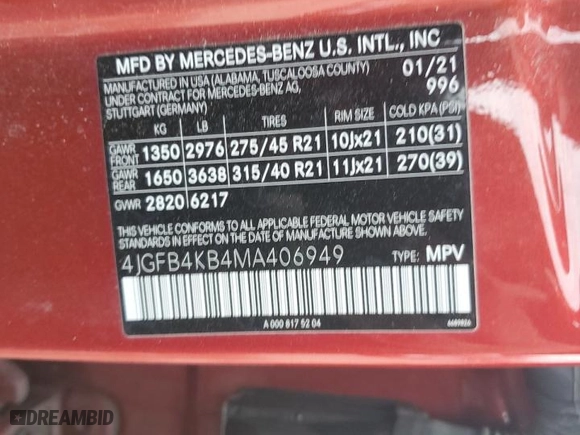 MFD BY MERCEDES-BENZ U.S. INTL., INC
MANUFACTURED IN USA (ALABAMA, TUSCALOOSA COUNTY) 01/21
UNDER CONTRACT FOR MERCEDES-BENZ AG, 996
STUTTGART (GERMANY)
KG LB TIRES RIM SIZE COLD KPA (PSI)
GAWR FRONT 1350 2976 275/45 R21 10Jx21 210(31)
GAWR REAR 1650 3638 315/40 R21 11Jx21 270(39)
GVWR 2820 6217
THIS VEHICLE CONFORMS TO ALL APPLICABLE FEDERAL MOTOR VEHICLE SAFETY
STANDARDS IN EFFECT ON THE DATE OF MANUFACTURE SHOWN ABOVE.
4JGFB4KB4MA406949 TYPE: MPV
A 000 817 52 04 6689826
DREAMBID